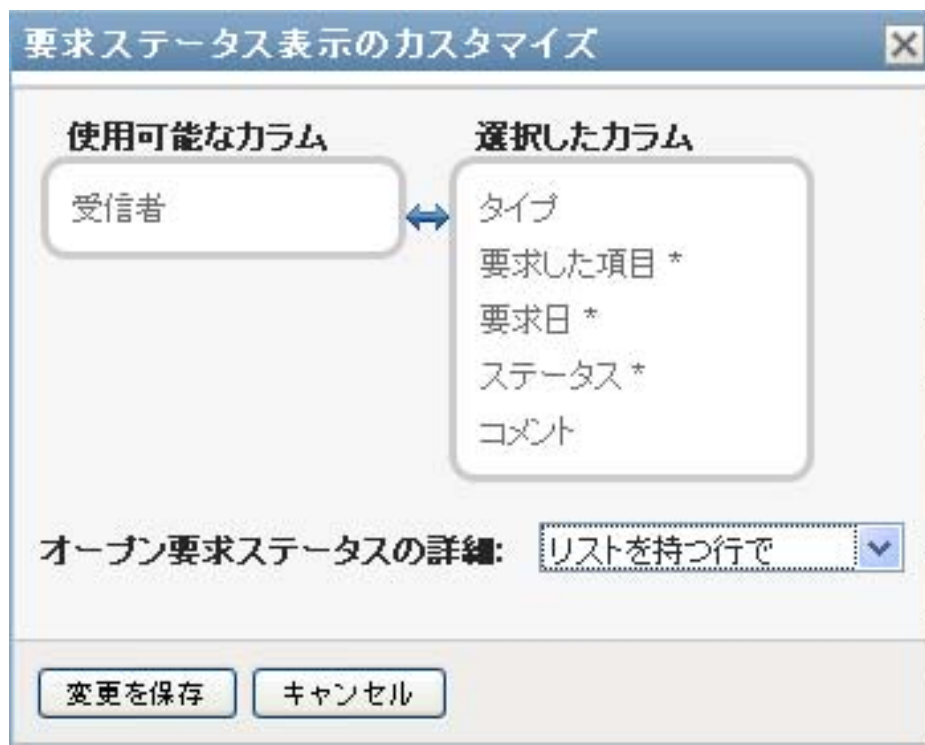 要求ステータス表示のカスタマイズ
使用可能なカラム
選択したカラム
受信者
タイプ
要求した項目 *
要求日 *
ステータス *
コメント
オープン要求ステータスの詳細: リストを持つ行で
変更を保存 キャンセル